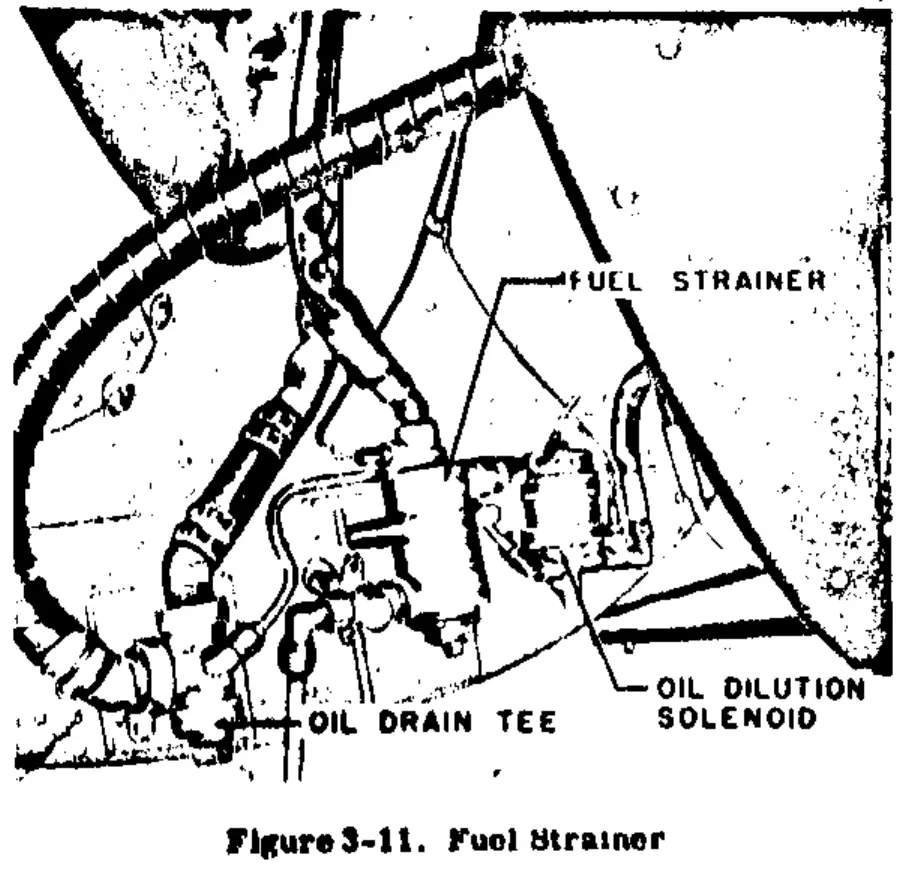 FUEL STRAINER
OIL DILUTION
SOLENOID
OIL DRAIN TEE
Figure 3-11. Fuel Strainer